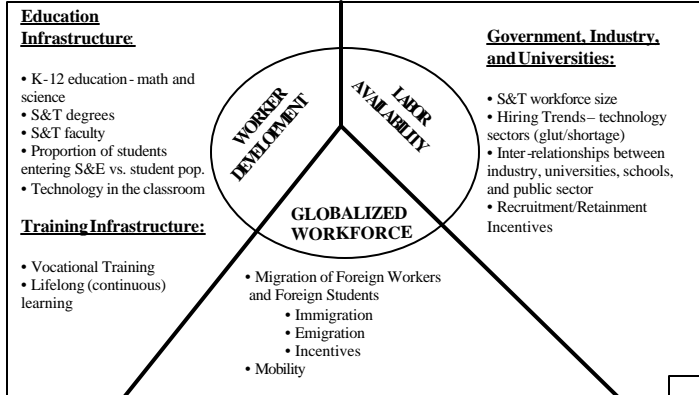 Education
Infrastructure:
• K-12 education - math and
science
• S&T degrees
• S&T faculty
• Proportion of students
entering S&E vs. student pop.
• Technology in the classroom
Training Infrastructure:
• Vocational Training
• Lifelong (continuous)
learning
WORKER
DEVELOPMENT
LABOR
AVAILABILITY
GLOBALIZED
WORKFORCE
• Migration of Foreign Workers
and Foreign Students
• Immigration
• Emigration
• Incentives
• Mobility
Government, Industry,
and Universities:
• S&T workforce size
• Hiring Trends – technology
sectors (glut/shortage)
• Inter-relationships between
industry, universities, schools,
and public sector
• Recruitment/Retainment
Incentives